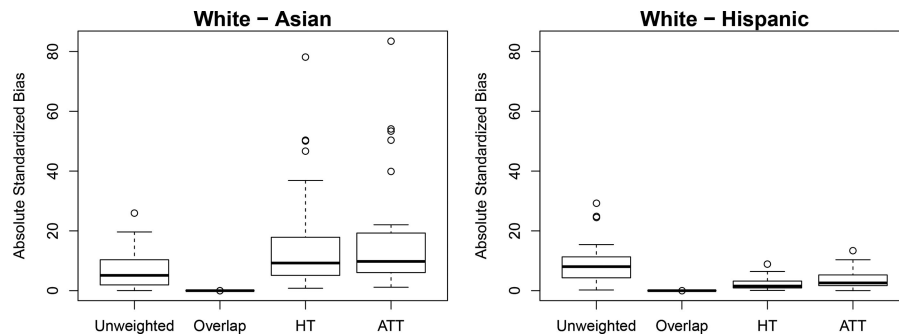 White − Asian
Absolute Standardized Bias
80
60
40
20
0
Unweighted Overlap HT ATT
White − Hispanic
Absolute Standardized Bias
80
60
40
20
0
Unweighted Overlap HT ATT